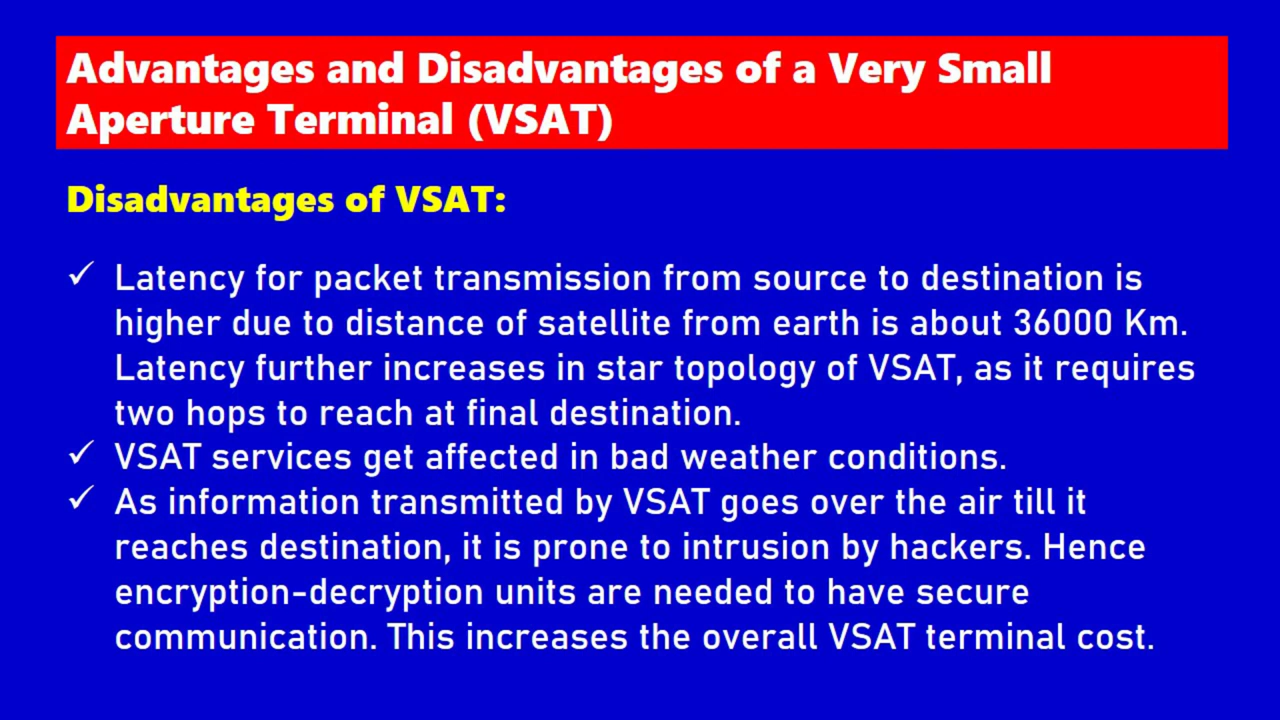 Advantages and Disadvantages of a Very Small
Aperture Terminal (VSAT)
Disadvantages of VSAT:
✓ Latency for packet transmission from source to destination is
higher due to distance of satellite from earth is about 36000 Km.
Latency further increases in star topology of VSAT, as it requires
two hops to reach at final destination.
✓ VSAT services get affected in bad weather conditions.
✓ As information transmitted by VSAT goes over the air till it
reaches destination, it is prone to intrusion by hackers. Hence
encryption-decryption units are needed to have secure
communication. This increases the overall VSAT terminal cost.